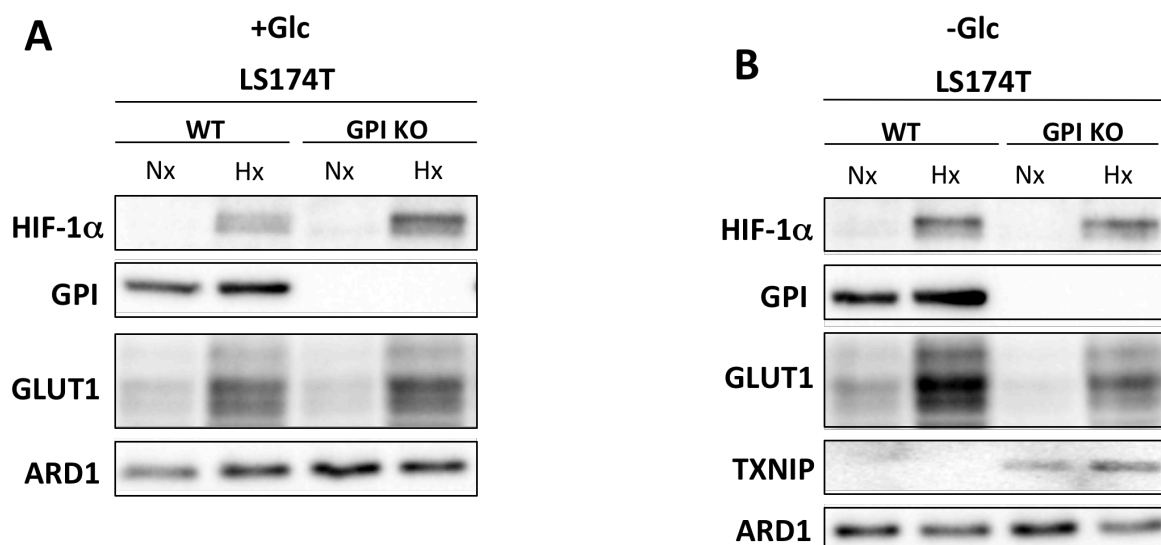 A
+Glc
LS174T
WT GPI KO
Nx Hx Nx Hx
HIF-1α
GPI
GLUT1
ARD1
B
-Glc
LS174T
WT GPI KO
Nx Hx Nx Hx
HIF-1α
GPI
GLUT1
TXNIP
ARD1